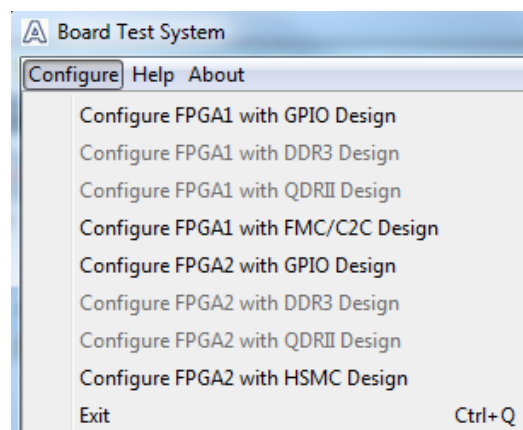 Board Test System
Configure Help About
Configure FPGA1 with GPIO Design
Configure FPGA1 with DDR3 Design
Configure FPGA1 with QDRII Design
Configure FPGA1 with FMC/C2C Design
Configure FPGA2 with GPIO Design
Configure FPGA2 with DDR3 Design
Configure FPGA2 with QDRII Design
Configure FPGA2 with HSMC Design
Exit Ctrl+Q